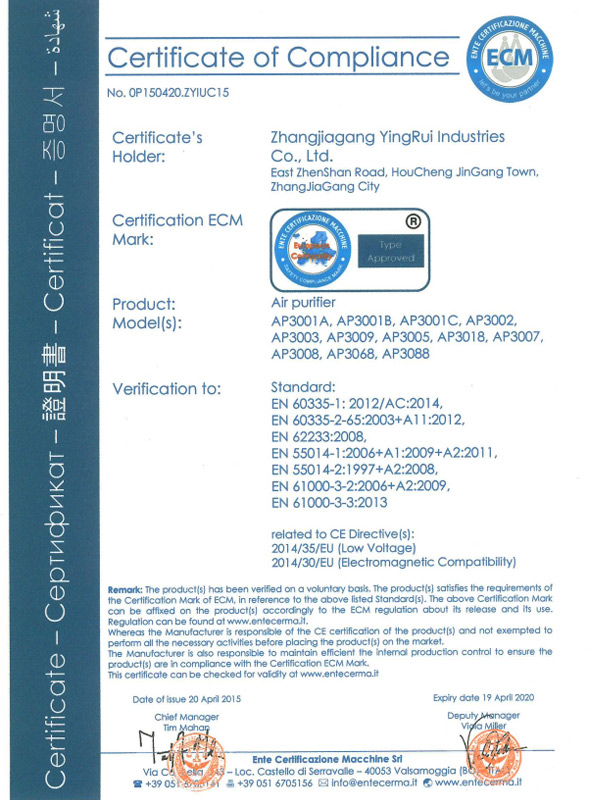 Certificate – Сертификат – 證明書 – Certificat – 증명서 – شهادة
Certificate of Compliance
ENTE CERTIFICAZIONE MACCHINE
ECM
let's be your partner
No. 0P150420.ZYIUC15
Certificate's
Holder:
Zhangjiagang YingRui Industries
Co., Ltd.
East ZhenShan Road, HouCheng JinGang Town,
ZhangJiaGang City
Certification ECM
Mark:
ENTE CERTIFICAZIONE MACCHINE
European
Conformity
SAFETY COMPLIANCE MARK
®
Type
Approved
Product:
Air purifier
Model(s):
AP3001A, AP3001B, AP3001C, AP3002,
AP3003, AP3009, AP3005, AP3018, AP3007,
AP3008, AP3068, AP3088
Verification to:
Standard:
EN 60335-1: 2012/AC:2014,
EN 60335-2-65:2003+A11:2012,
EN 62233:2008,
EN 55014-1:2006+A1:2009+A2:2011,
EN 55014-2:1997+A2:2008,
EN 61000-3-2:2006+A2:2009,
EN 61000-3-3:2013
related to CE Directive(s):
2014/35/EU (Low Voltage)
2014/30/EU (Electromagnetic Compatibility)
Remark: The product(s) has been verified on a voluntary basis. The product(s) satisfies the requirements of
the Certification Mark of ECM, in reference to the above listed Standard(s). The above Certification Mark
can be affixed on the product(s) accordingly to the ECM regulation about its release and its use.
Regulation can be found at www.entecerma.it.
Whereas the Manufacturer is responsible of the CE certification of the product(s) and not exempted to
perform all the necessary activities before placing the product(s) on the market.
The Manufacturer is also responsible to maintain efficient the internal production control to ensure the
product(s) are in compliance with the Certification ECM Mark.
This certificate can be checked for validity at www.entecerma.it
Date of issue 20 April 2015
Expiry date 19 April 2020
Chief Manager
Tim Mahan
Deputy Manager
Viola Miller
Ente Certificazione Macchine Srl
Via 243 – Loc. Castello di Serravalle – 40053 Valsamoggia
+39 051 +39 051 6705156 info@entecerma.it www.entecerma.it